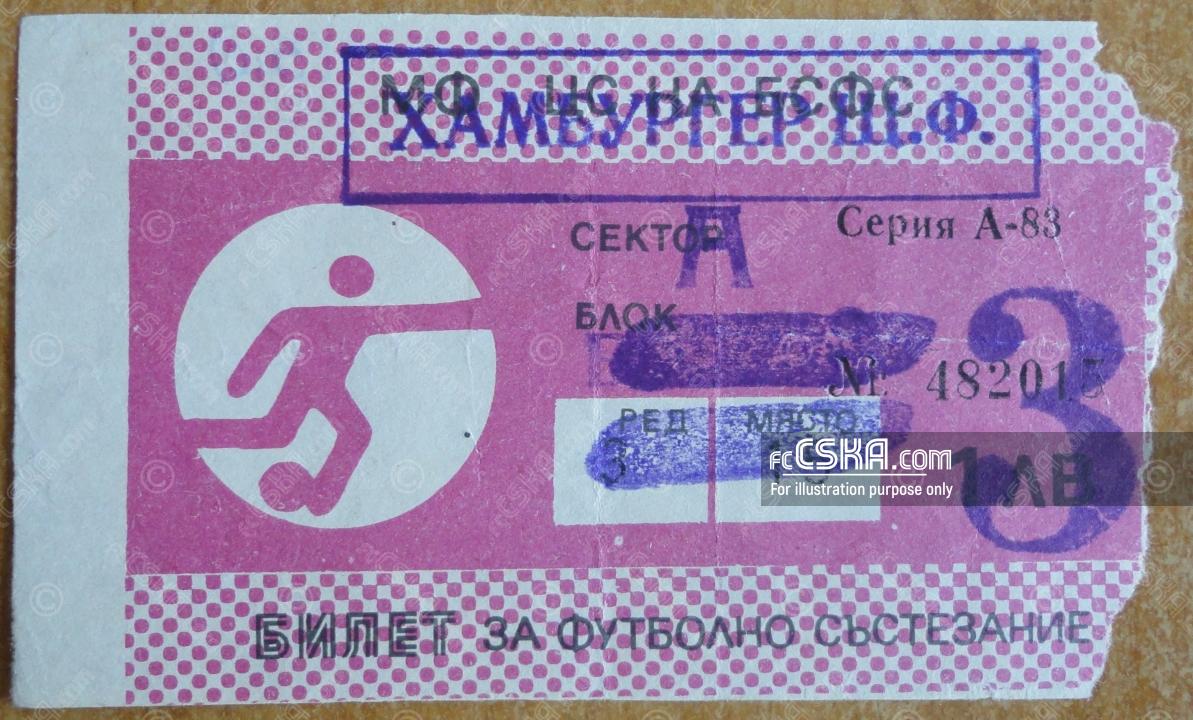 МФ ЦС НА БСФС
ХАМБУРГЕР Щ.Ф.
СЕКТОР А
Серия А-83
БЛОК
№ 482015
3
РЕД МЯСТО
3
fcCSKA.com
For illustration purpose only
1 ЛВ
БИЛЕТ ЗА ФУТБОЛНО СЪСТЕЗАНИЕ